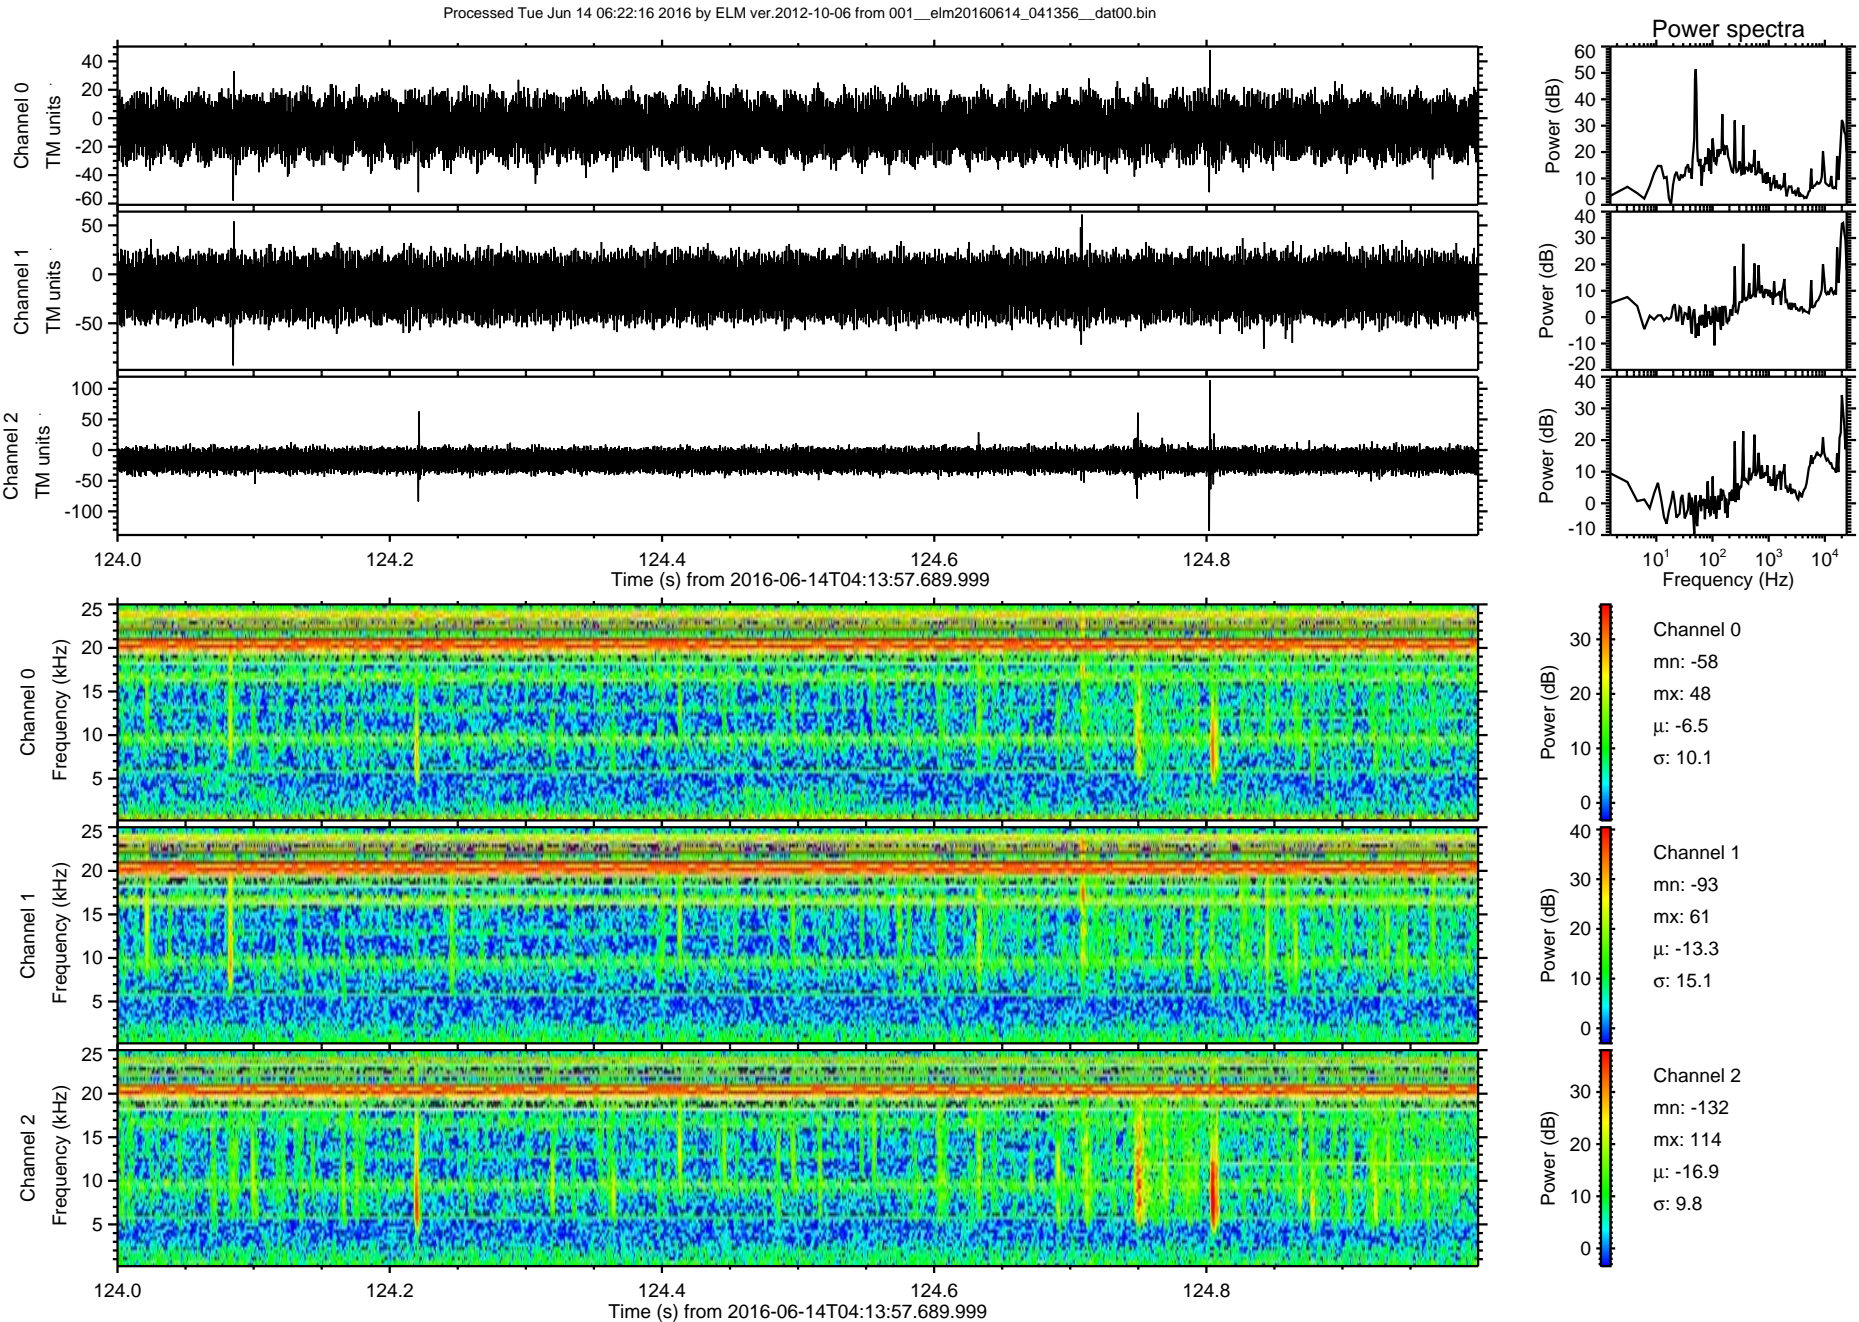 Processed Tue Jun 14 06:22:16 2016 by ELM ver.2012-10-06 from 001__elm20160614_041356__dat00.bin
Power spectra
Channel 0
TM units
40
20
0
-20
-40
-60
Power (dB)
60
50
40
30
20
10
0
Channel 1
TM units
50
0
-50
Power (dB)
40
30
20
10
0
-10
-20
Channel 2
TM units
100
50
0
-50
-100
Power (dB)
40
30
20
10
0
-10
124.0 124.2 124.4 124.6 124.8
Time (s) from 2016-06-14T04:13:57.689.999
10^1 10^2 10^3 10^4
Frequency (Hz)
Channel 0
Frequency (kHz)
25
20
15
10
5
Power (dB)
30
20
10
0
Channel 0
mn: -58
mx: 48
μ: -6.5
σ: 10.1
Channel 1
Frequency (kHz)
25
20
15
10
5
Power (dB)
40
30
20
10
0
Channel 1
mn: -93
mx: 61
μ: -13.3
σ: 15.1
Channel 2
Frequency (kHz)
25
20
15
10
5
Power (dB)
30
20
10
0
Channel 2
mn: -132
mx: 114
μ: -16.9
σ: 9.8
124.0 124.2 124.4 124.6 124.8
Time (s) from 2016-06-14T04:13:57.689.999